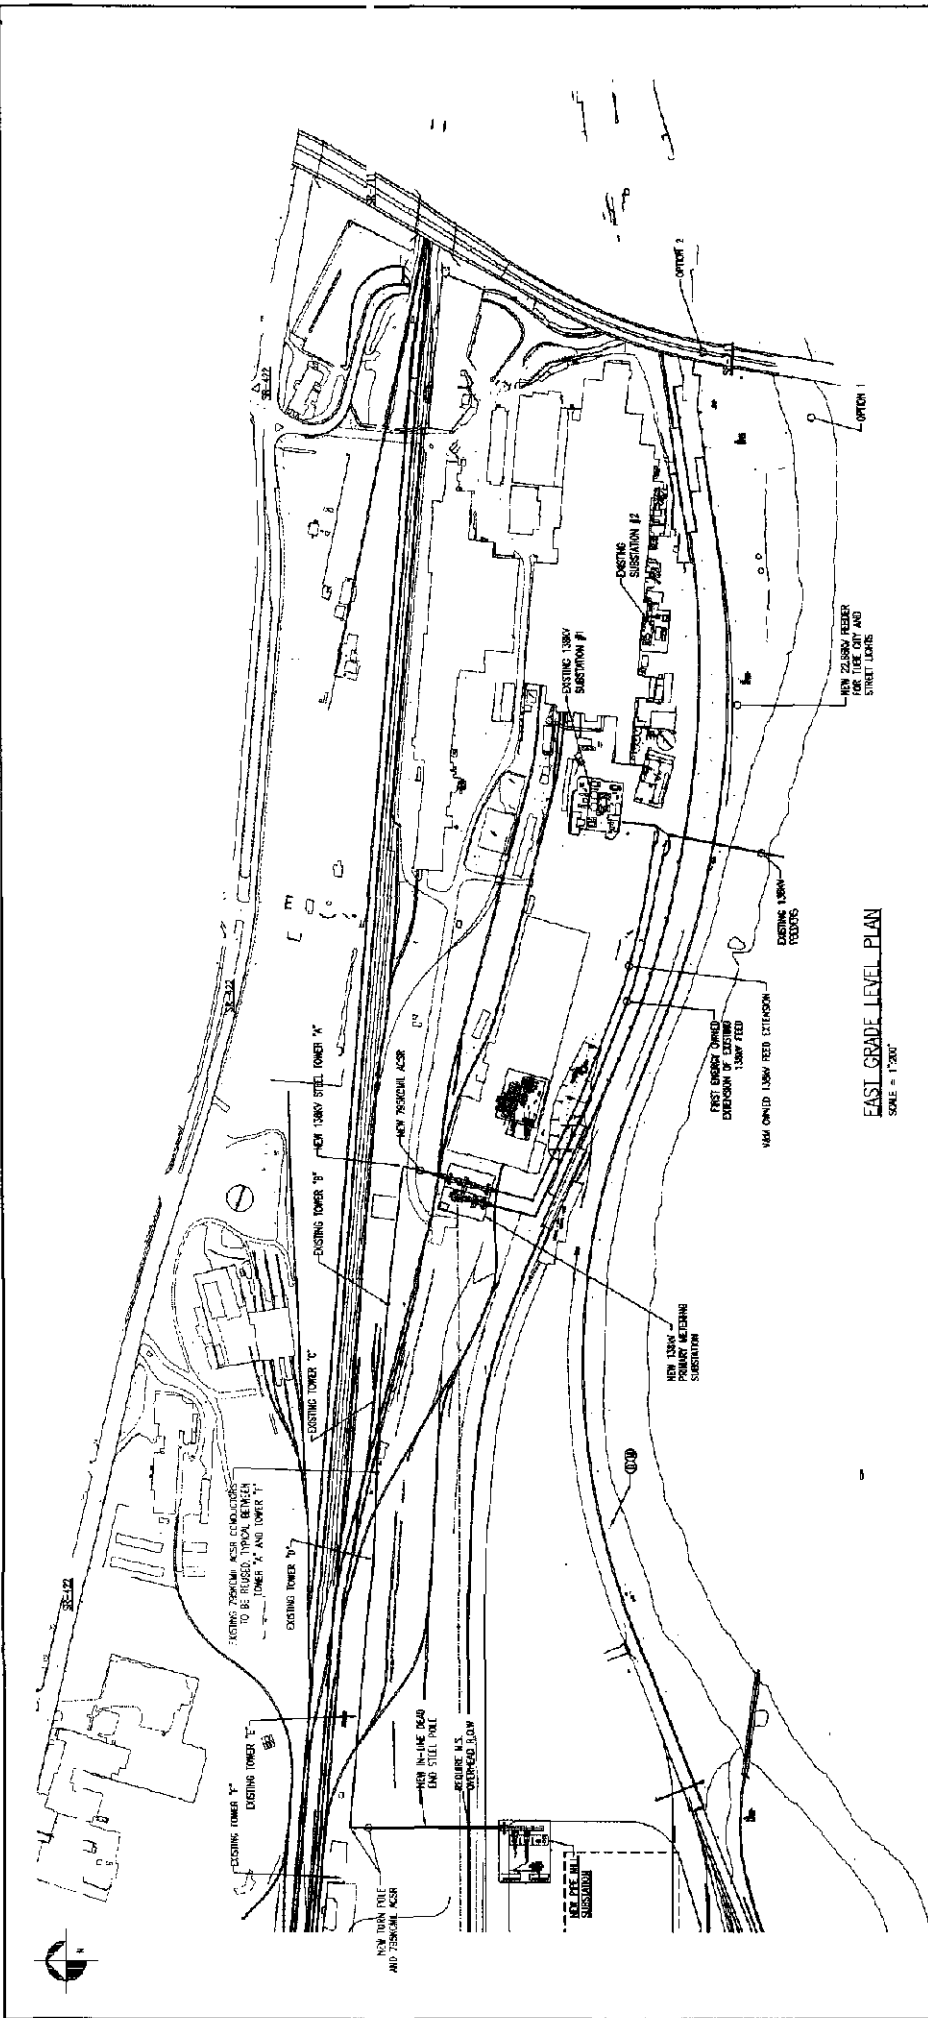 SR-422
SR-422
SR-422
OPTION 2
OPTION 1
EXISTING
SUBSTATION #2
EXISTING 138KV
SUBSTATION #1
NEW 22.88KV FEEDER
FOR TUBE CITY AND
STREET LIGHTS
EXISTING 138KV
FEEDERS
NEW 138KV STEEL TOWER "A"
NEW 795KCMIL ACSR
EXISTING TOWER "B"
EXISTING TOWER "C"
FIRST ENERGY OWNED
EXTENSION OF EXISTING
138KV FEED
V&M OWNED 138KV FEED EXTENSION
NEW 138KV
PRIMARY METERING
SUBSTATION
EXISTING 795KCMIL ACSR CONDUCTORS
TO BE REUSED. TYPICAL BETWEEN
TOWER "A" AND TOWER "F"
EXISTING TOWER "D"
EXISTING TOWER "E"
EXISTING TOWER "F"
NEW IN-LINE DEAD
END STEEL POLE
REQUIRE N.S.
OVERHEAD R.O.W
NEW TURN POLE
AND 795KCMIL ACSR
NEW PIPE MILL
SUBSTATION
N
EAST GRADE LEVEL PLAN
SCALE = 1"=200'